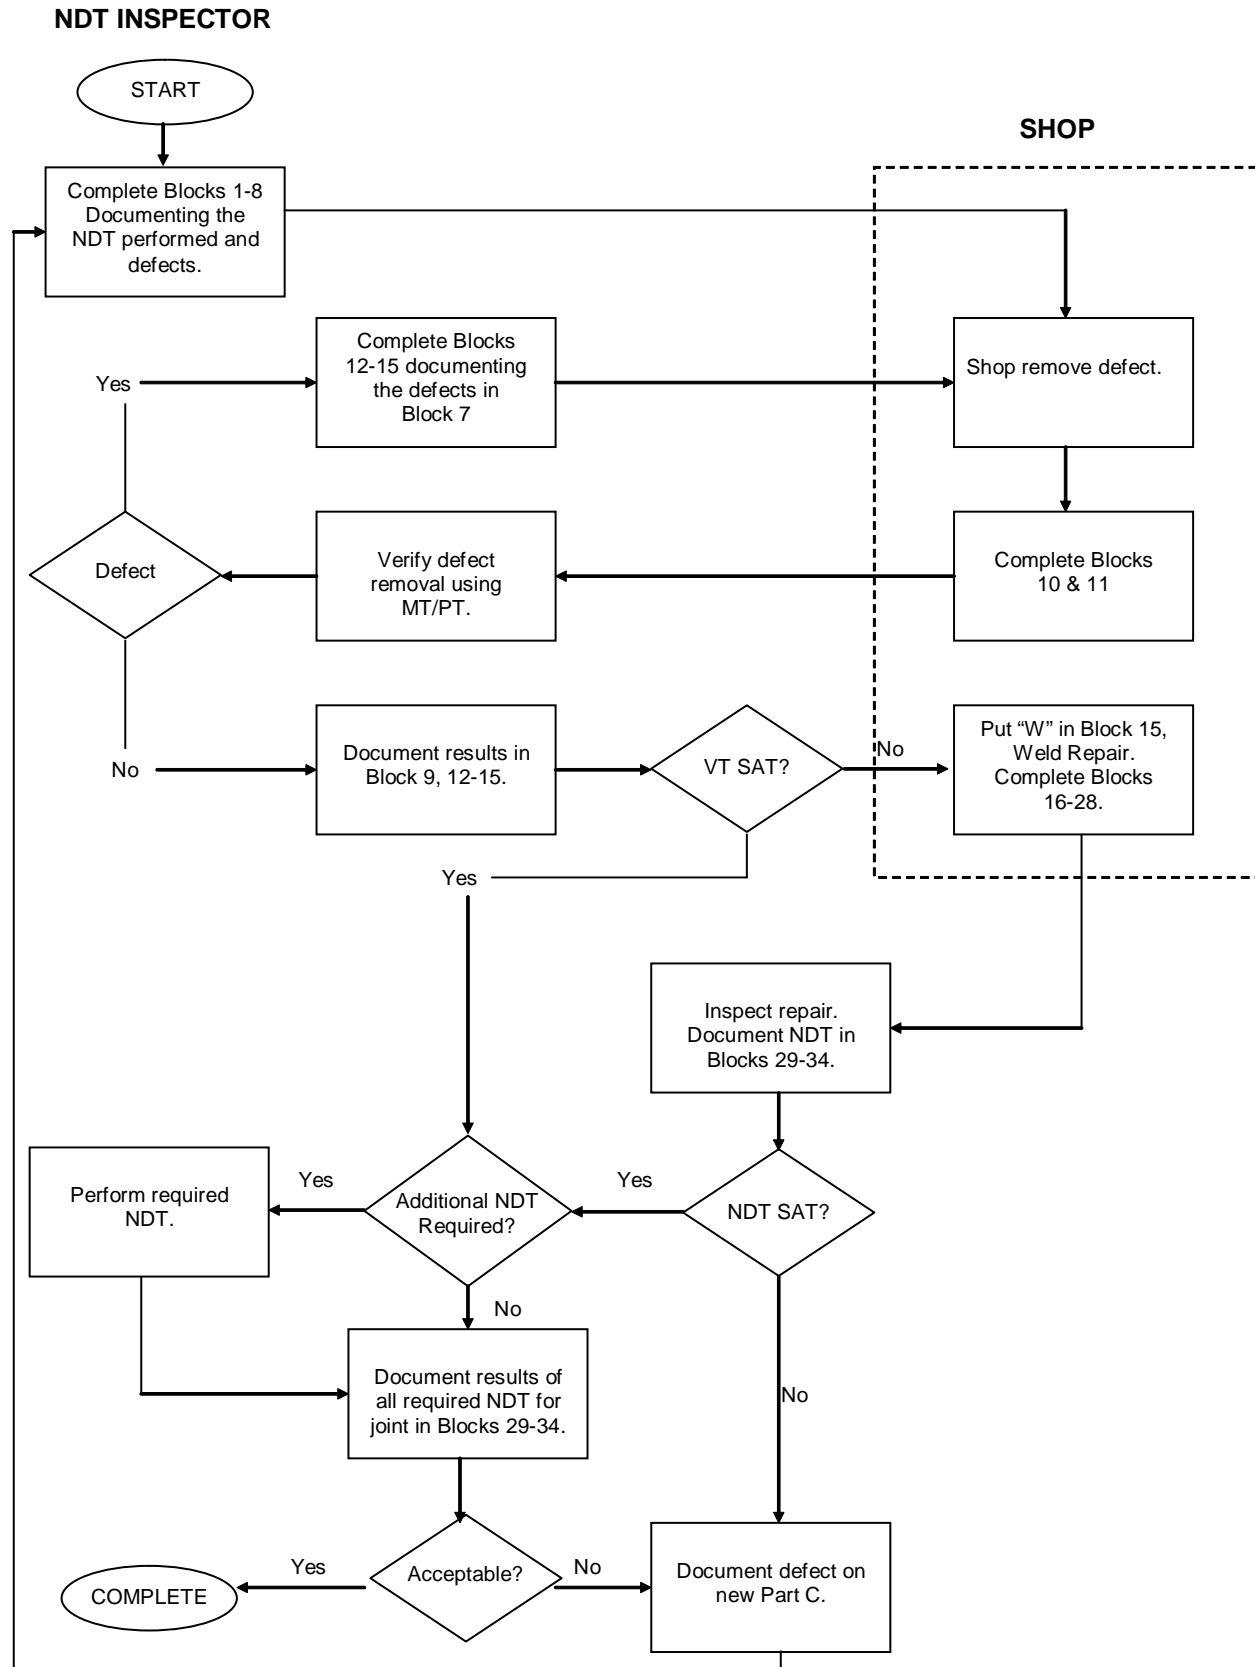 NDT INSPECTOR
START
SHOP
Complete Blocks 1-8
Documenting the
NDT performed and
defects.
Complete Blocks
12-15 documenting
the defects in
Block 7
Shop remove defect.
Yes
Defect
Verify defect
removal using
MT/PT.
Complete Blocks
10 & 11
No
Document results in
Block 9, 12-15.
VT SAT?
No
Put “W” in Block 15,
Weld Repair.
Complete Blocks
16-28.
Yes
Inspect repair.
Document NDT in
Blocks 29-34.
Perform required
NDT.
Yes
Additional NDT
Required?
Yes
NDT SAT?
No
Document results of
all required NDT for
joint in Blocks 29-34.
No
COMPLETE
Yes
Acceptable?
No
Document defect on
new Part C.